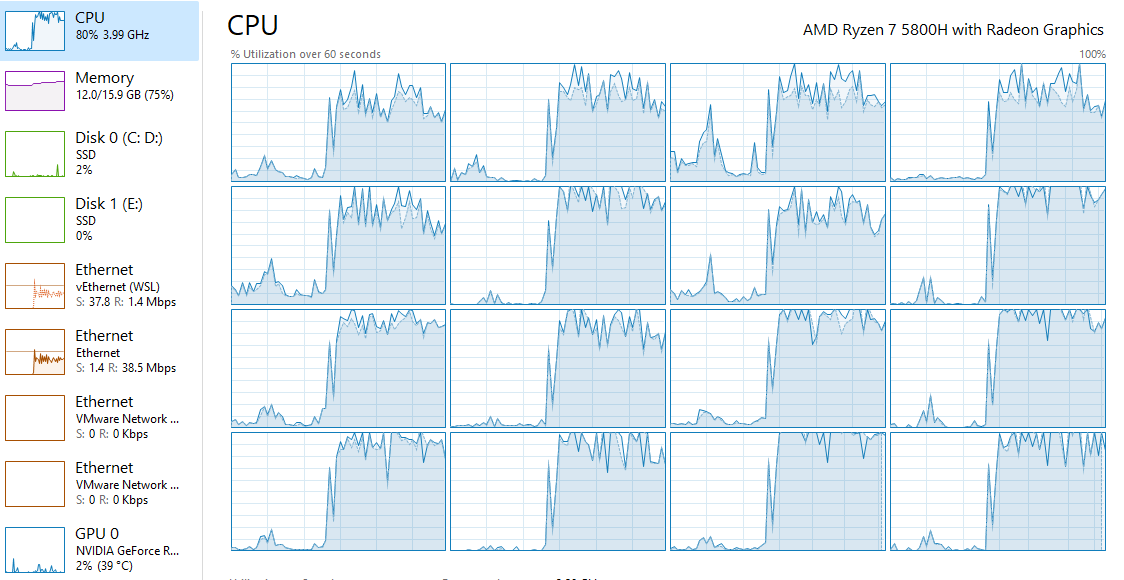 CPU
80% 3.99 GHz
Memory
12.0/15.9 GB (75%)
Disk 0 (C: D:)
SSD
2%
Disk 1 (E:)
SSD
0%
Ethernet
vEthernet (WSL)
S: 37.8 R: 1.4 Mbps
Ethernet
Ethernet
S: 1.4 R: 38.5 Mbps
Ethernet
VMware Network ...
S: 0 R: 0 Kbps
Ethernet
VMware Network ...
S: 0 R: 0 Kbps
GPU 0
NVIDIA GeForce R...
2% (39 °C)
CPU
AMD Ryzen 7 5800H with Radeon Graphics
% Utilization over 60 seconds
100%